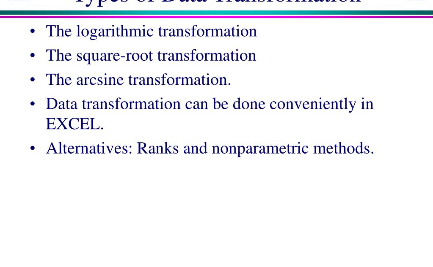 Types of Data Transformation
• The logarithmic transformation
• The square-root transformation
• The arcsine transformation.
• Data transformation can be done conveniently in
EXCEL.
• Alternatives: Ranks and nonparametric methods.